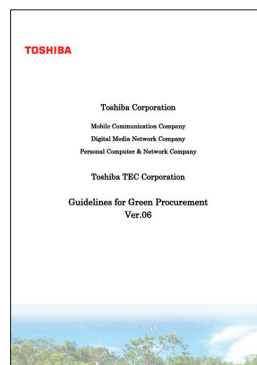 TOSHIBA
Toshiba Corporation
Mobile Communication Company
Digital Media Network Company
Personal Computer & Network Company
Toshiba TEC Corporation
Guidelines for Green Procurement
Ver.06